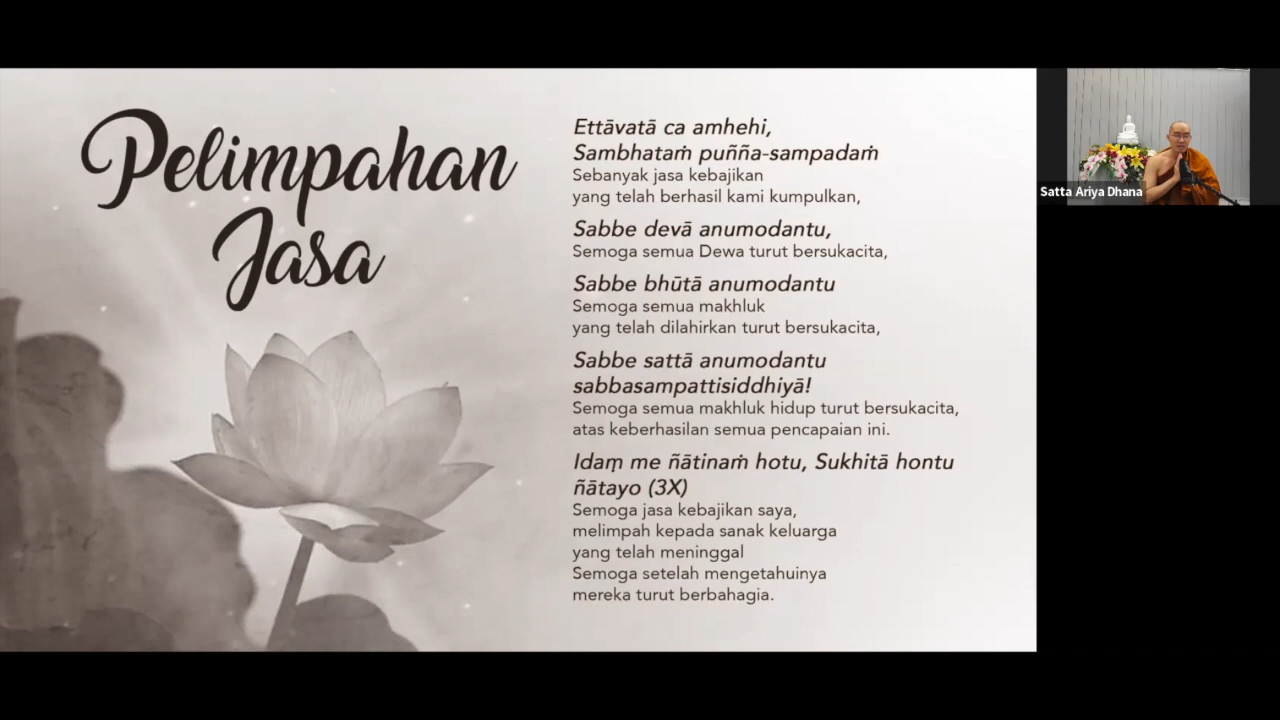 Pelimpahan
Jasa
Ettāvatā ca amhehi,
Sambhataṁ puñña-sampadaṁ
Sebanyak jasa kebajikan
yang telah berhasil kami kumpulkan,
Sabbe devā anumodantu,
Semoga semua Dewa turut bersukacita,
Sabbe bhūtā anumodantu
Semoga semua makhluk
yang telah dilahirkan turut bersukacita,
Sabbe sattā anumodantu
sabbasampattisiddhiyā!
Semoga semua makhluk hidup turut bersukacita,
atas keberhasilan semua pencapaian ini.
Idaṃ me ñātinaṁ hotu, Sukhitā hontu
ñātayo (3X)
Semoga jasa kebajikan saya,
melimpah kepada sanak keluarga
yang telah meninggal
Semoga setelah mengetahuinya
mereka turut berbahagia.
Satta Ariya Dhana